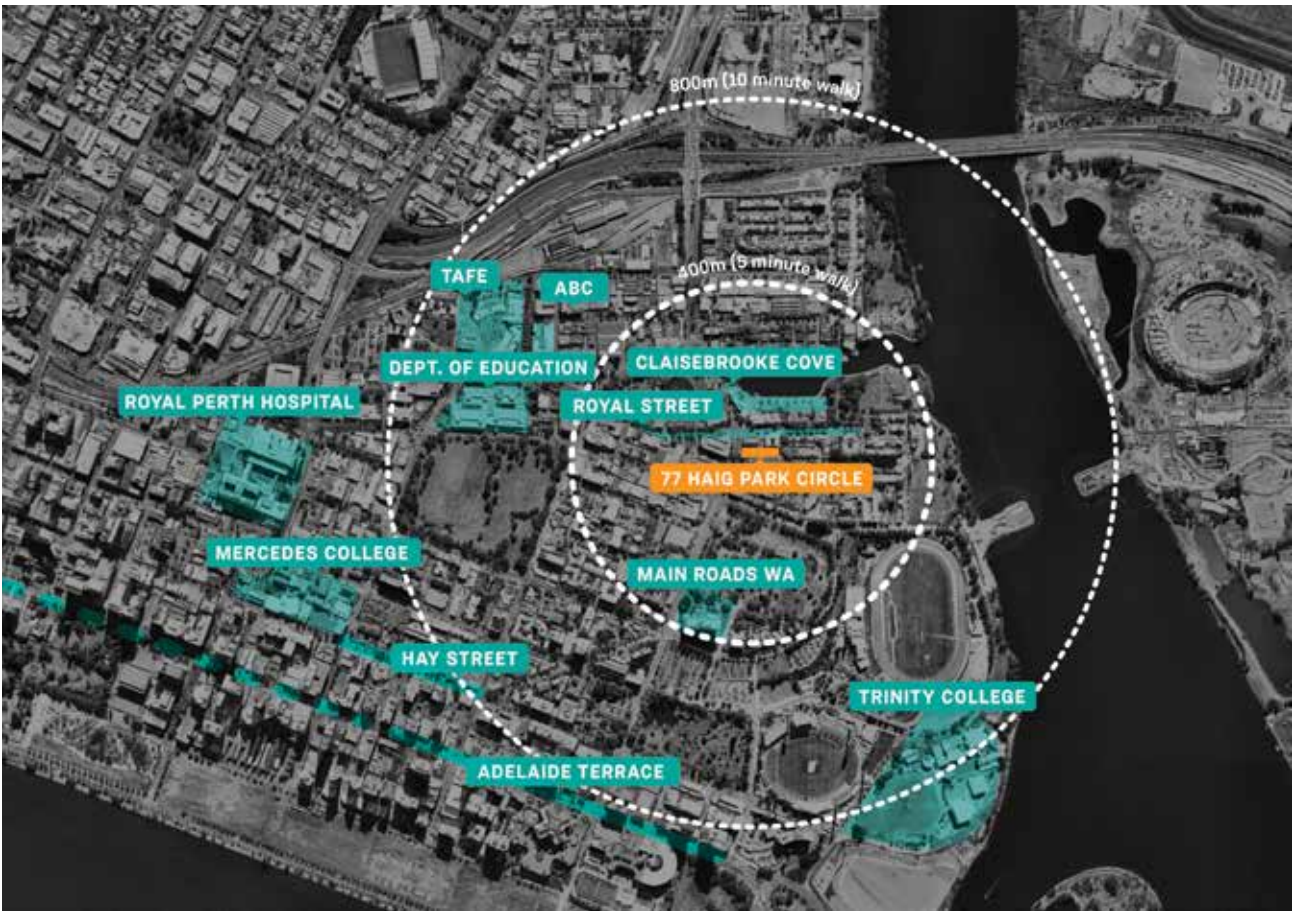 800m (10 minute walk)
400m (5 minute walk)
TAFE
ABC
DEPT. OF EDUCATION
CLAISEBROOKE COVE
ROYAL PERTH HOSPITAL
ROYAL STREET
77 HAIG PARK CIRCLE
MERCEDES COLLEGE
MAIN ROADS WA
HAY STREET
TRINITY COLLEGE
ADELAIDE TERRACE